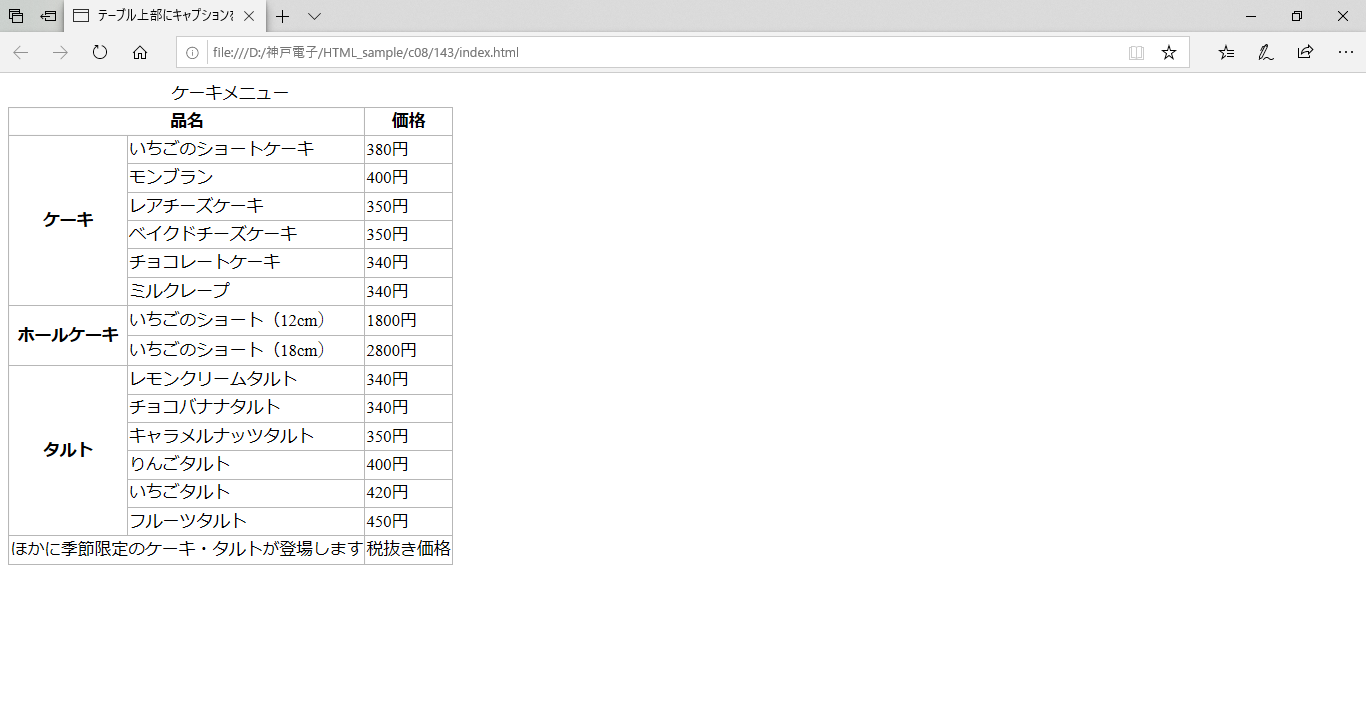 テーブル上部にキャプションを
file:///D:/神戸電子/HTML_sample/c08/143/index.html
ケーキメニュー
品名 価格
ケーキ いちごのショートケーキ 380円
モンブラン 400円
レアチーズケーキ 350円
ベイクドチーズケーキ 350円
チョコレートケーキ 340円
ミルクレープ 340円
ホールケーキ いちごのショート（12cm） 1800円
いちごのショート（18cm） 2800円
タルト レモンクリームタルト 340円
チョコバナナタルト 340円
キャラメルナッツタルト 350円
りんごタルト 400円
いちごタルト 420円
フルーツタルト 450円
ほかに季節限定のケーキ・タルトが登場します 税抜き価格